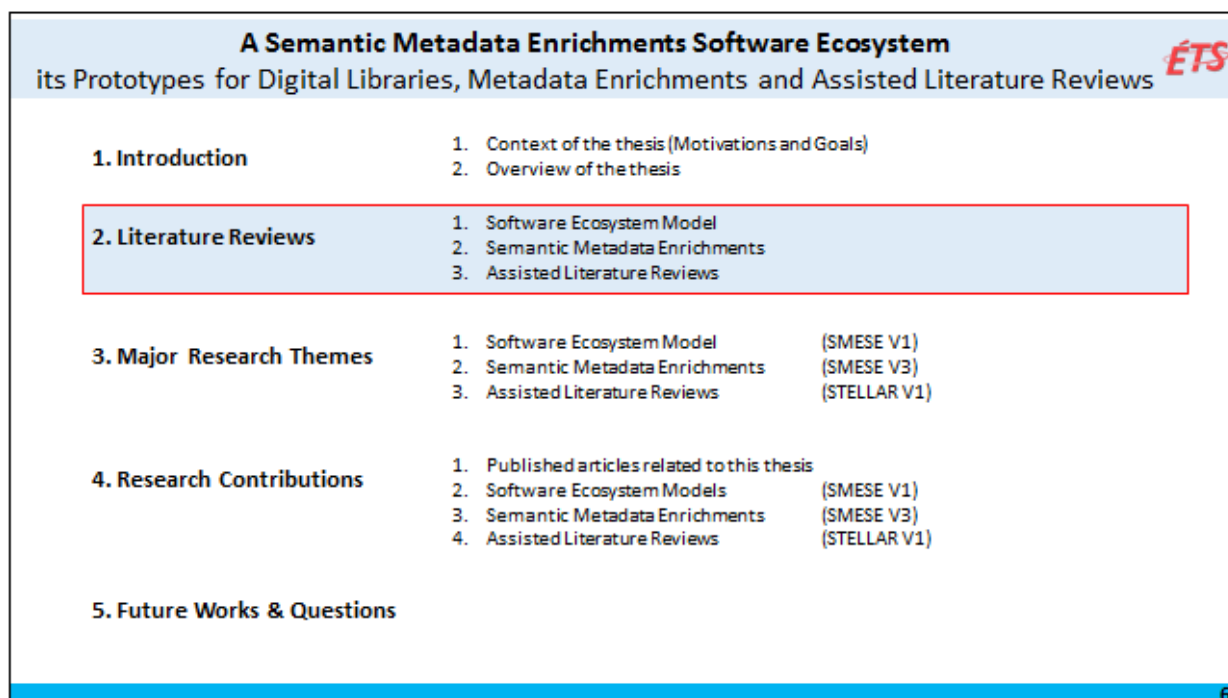 A Semantic Metadata Enrichments Software Ecosystem
its Prototypes for Digital Libraries, Metadata Enrichments and Assisted Literature Reviews
ÉTS
1. Introduction
1. Context of the thesis (Motivations and Goals)
2. Overview of the thesis
2. Literature Reviews
1. Software Ecosystem Model
2. Semantic Metadata Enrichments
3. Assisted Literature Reviews
3. Major Research Themes
1. Software Ecosystem Model (SMESE V1)
2. Semantic Metadata Enrichments (SMESE V3)
3. Assisted Literature Reviews (STELLAR V1)
4. Research Contributions
1. Published articles related to this thesis
2. Software Ecosystem Models (SMESE V1)
3. Semantic Metadata Enrichments (SMESE V3)
4. Assisted Literature Reviews (STELLAR V1)
5. Future Works & Questions